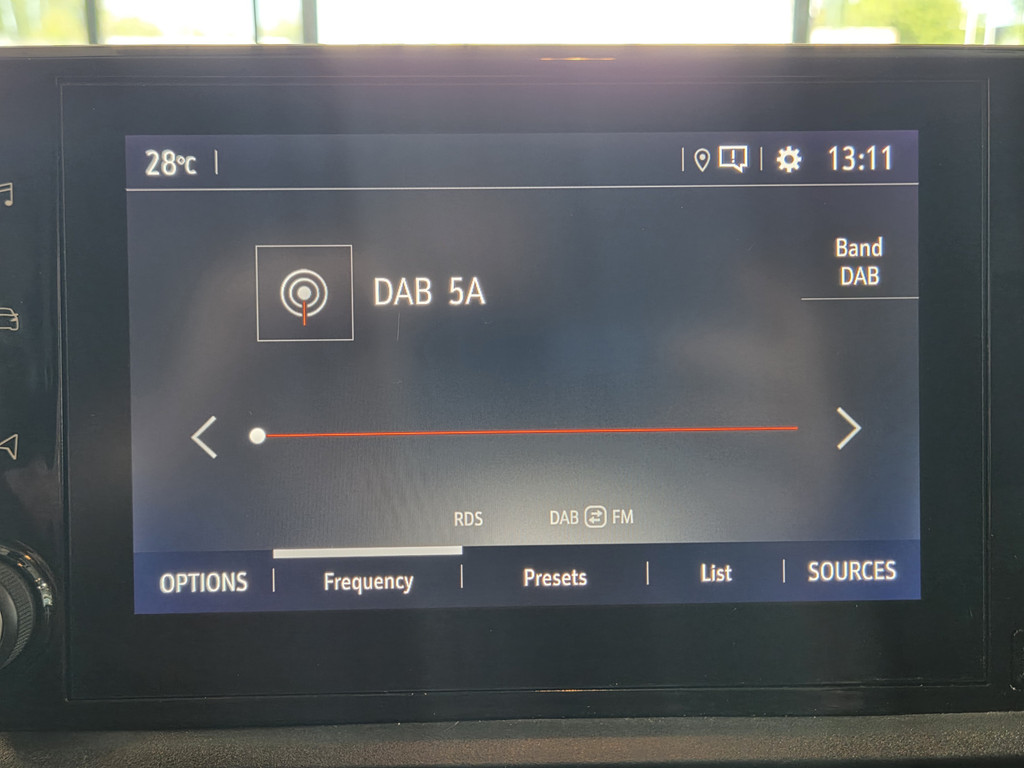 28°C
13:11
DAB 5A
Band
DAB
RDS
DAB FM
OPTIONS
Frequency
Presets
List
SOURCES